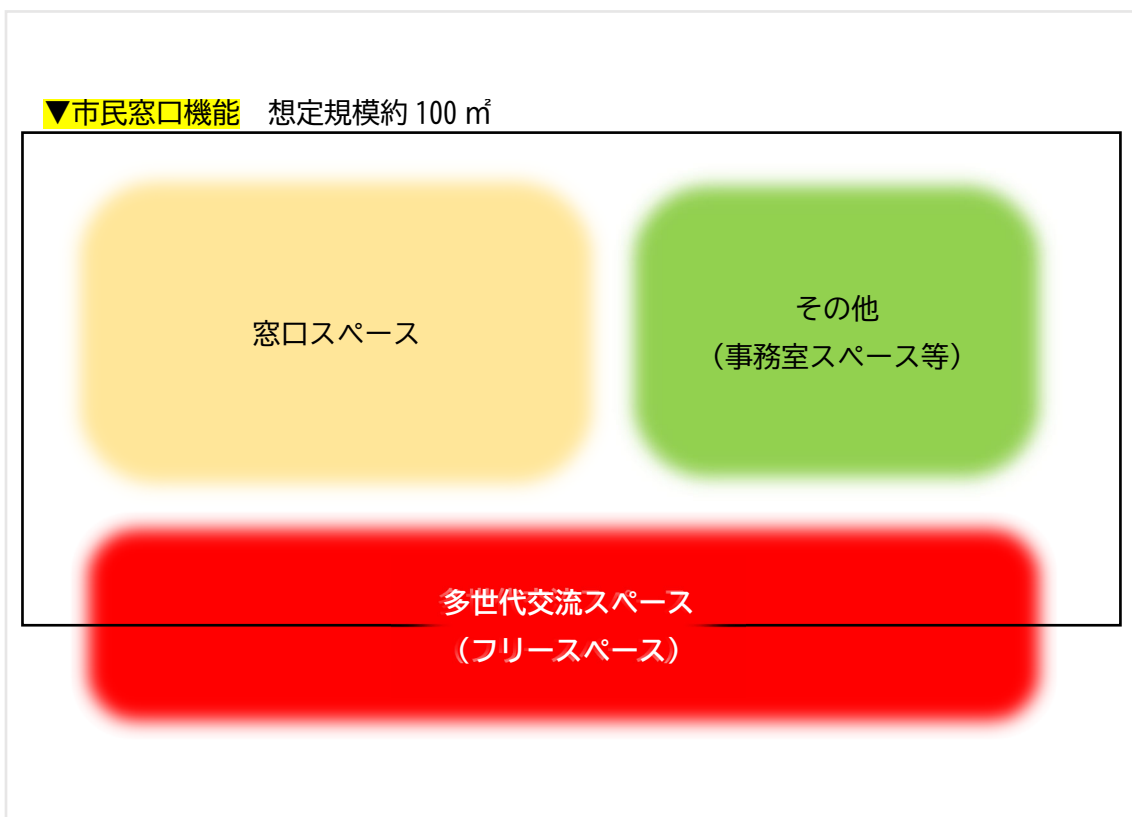 ▼市民窓口機能　想定規模約 100 ㎡
窓口スペース
その他
（事務室スペース等）
多世代交流スペース
（フリースペース）